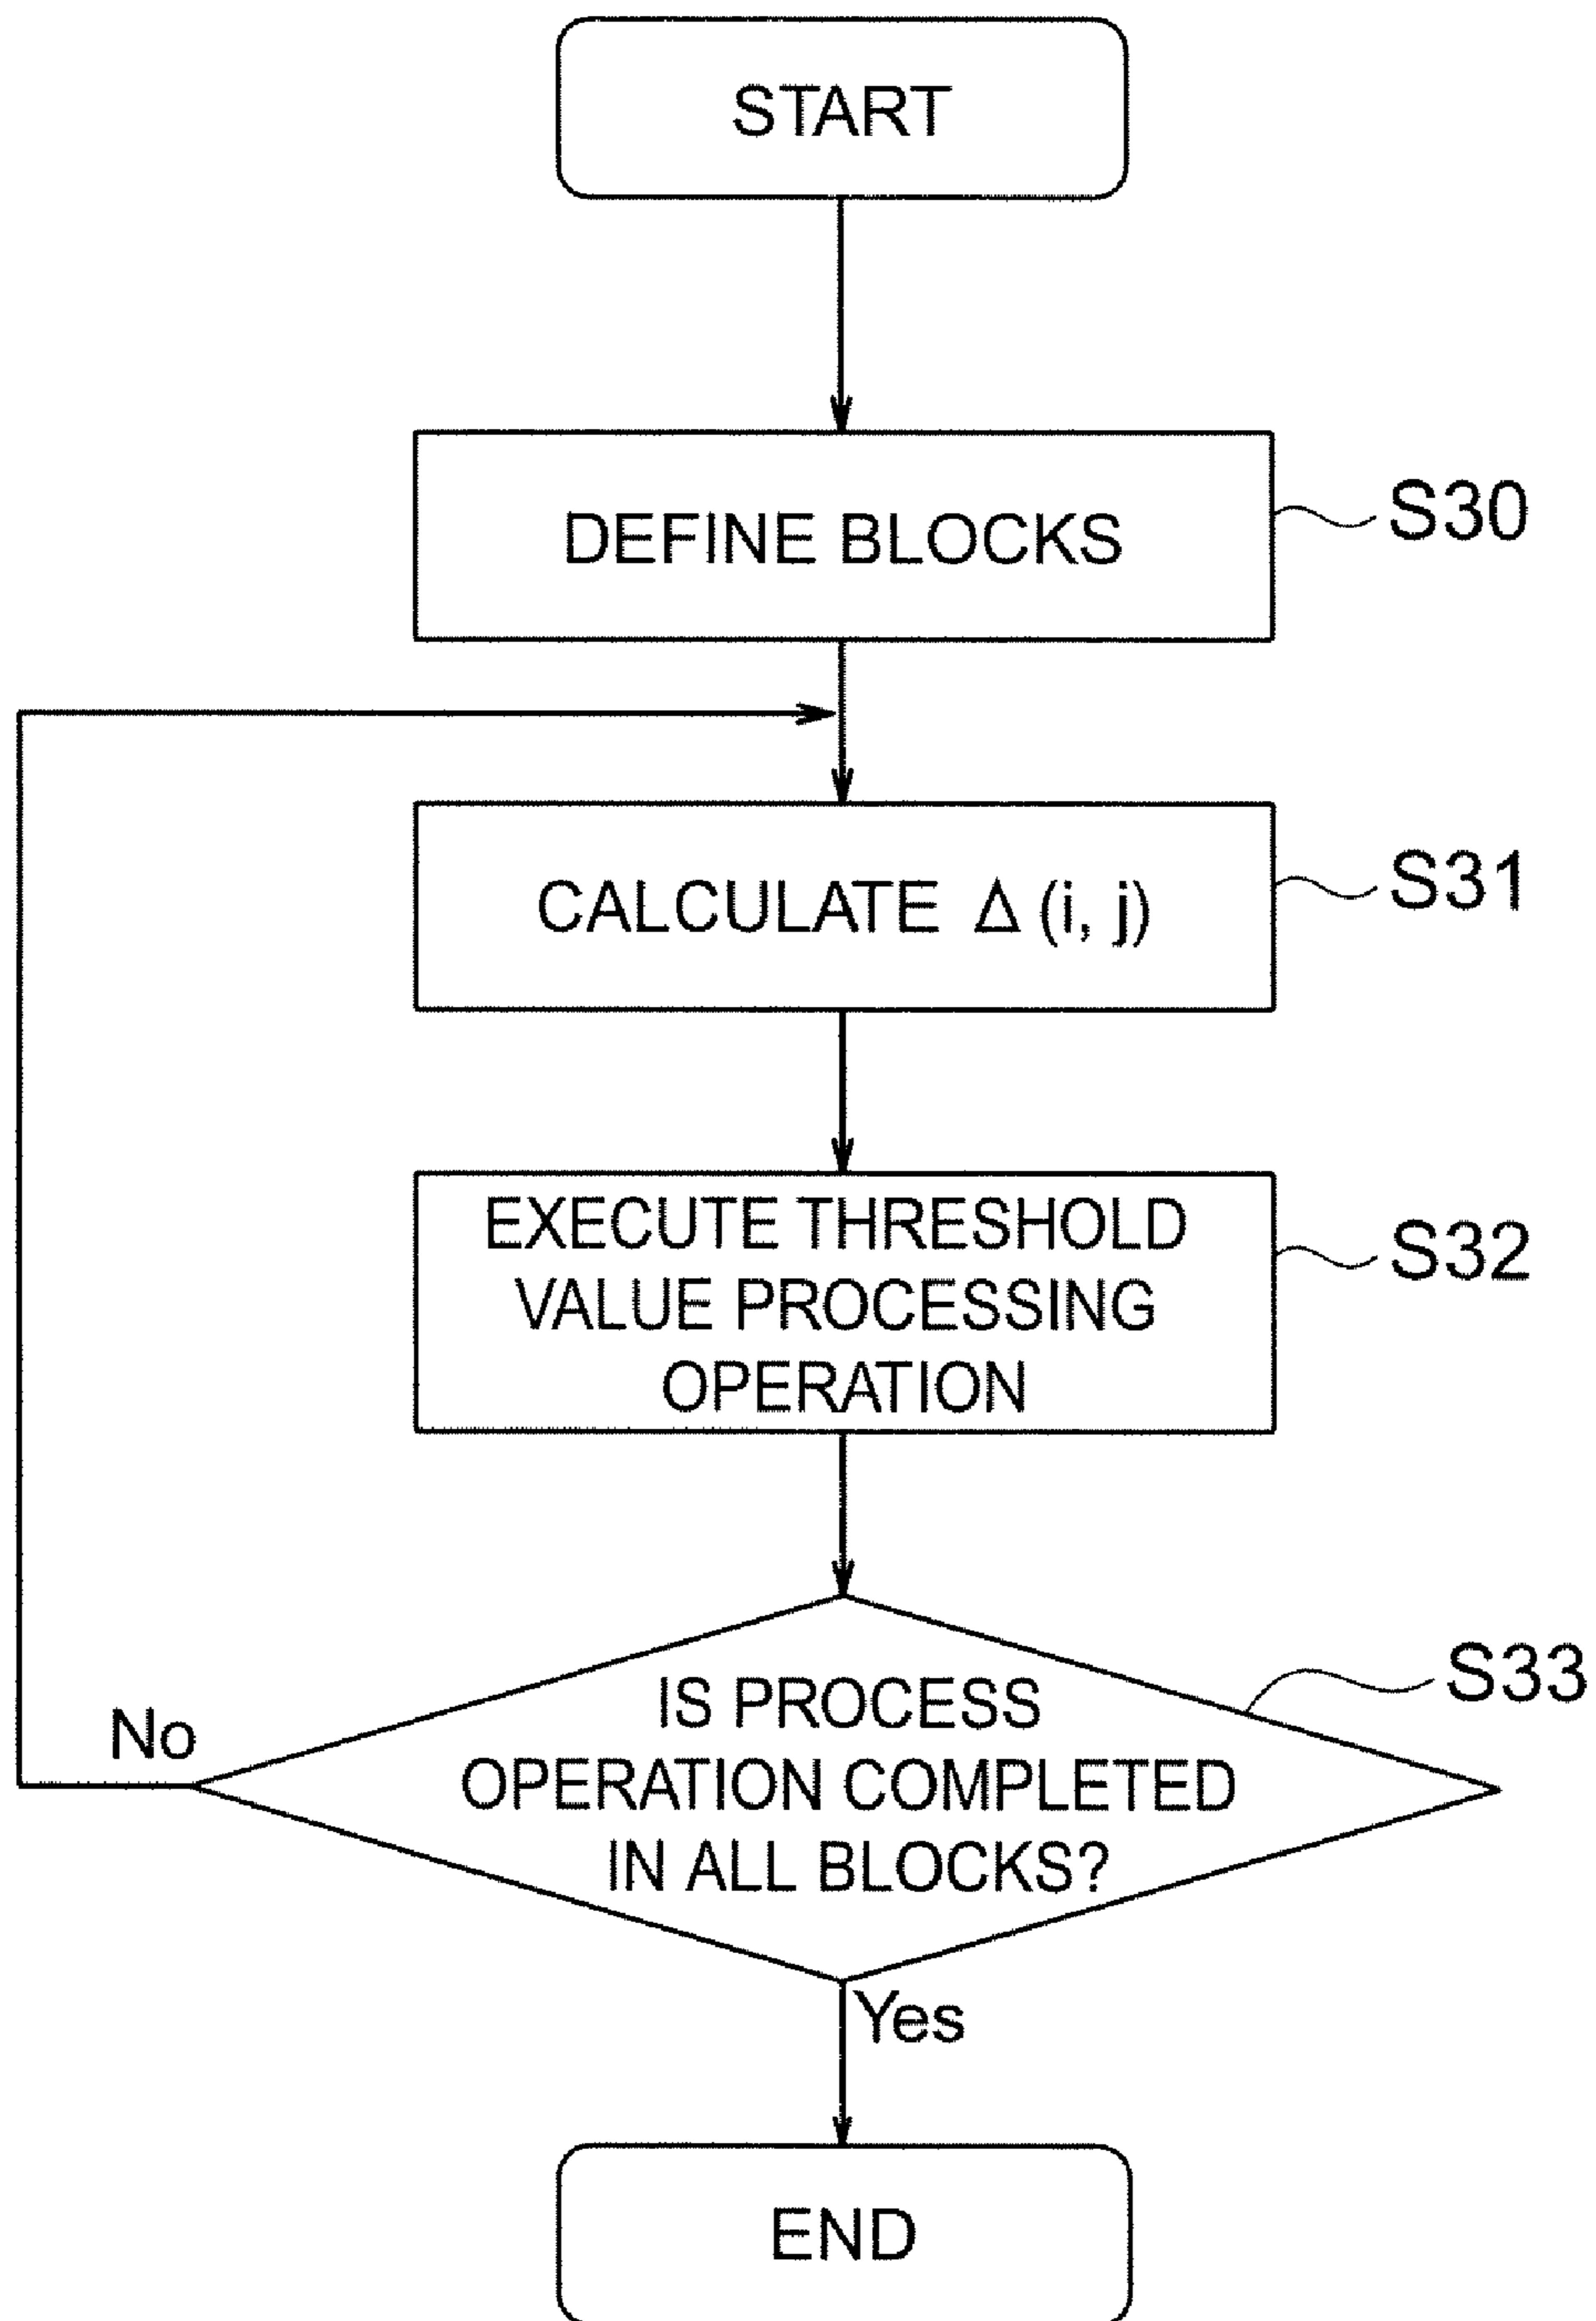 START
DEFINE BLOCKS
S30
CALCULATE Δ (i, j)
S31
EXECUTE THRESHOLD
VALUE PROCESSING
OPERATION
S32
IS PROCESS
OPERATION COMPLETED
IN ALL BLOCKS?
S33
No
Yes
END